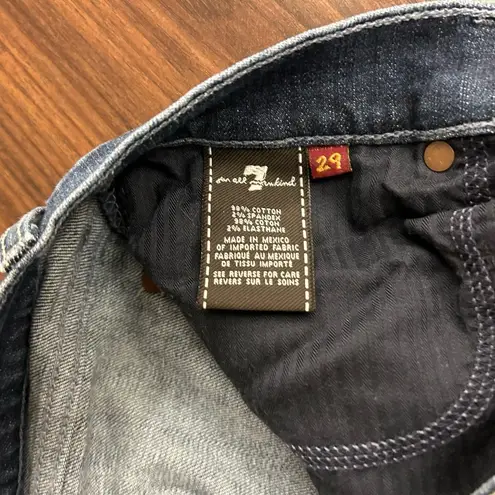 7
for all mankind
29
98% COTTON
2% SPANDEX
98% COTON
2% ELASTHANE
MADE IN MEXICO
OF IMPORTED FABRIC
FABRIQUÉ AU MEXIQUE
DE TISSU IMPORTÉ
SEE REVERSE FOR CARE
REVERS SUR LE SOINS